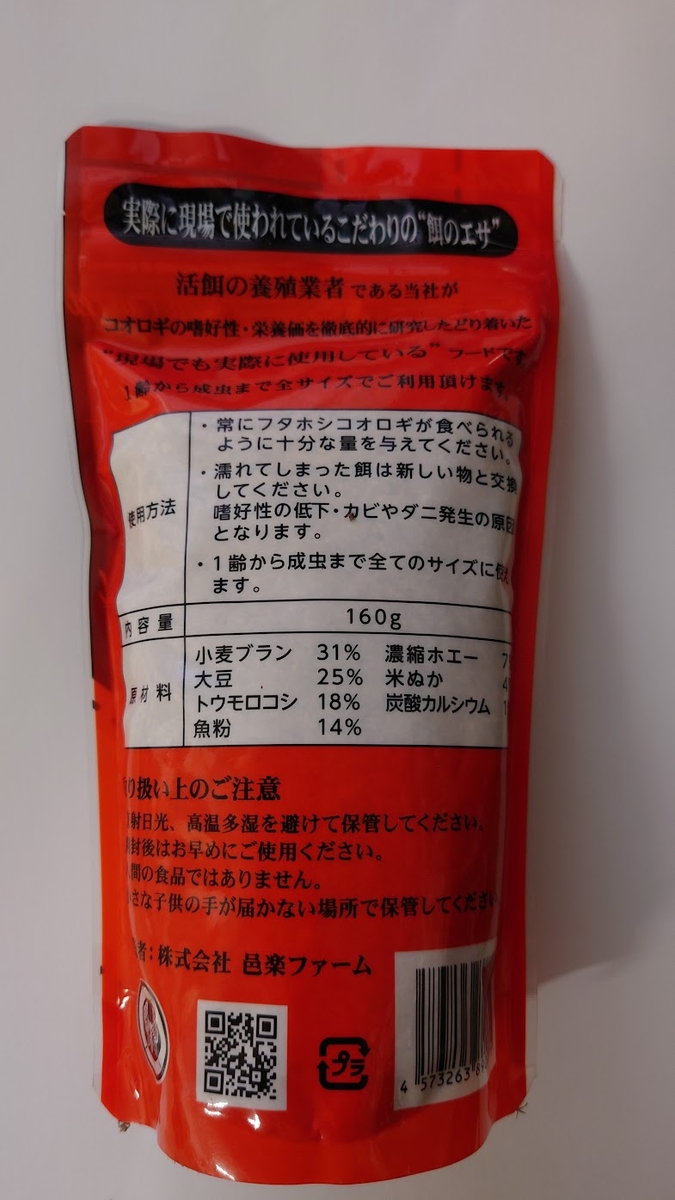 実際に現場で使われているこだわりの"餌のエサ"
活餌の養殖業者である当社が
コオロギの嗜好性・栄養価を徹底的に研究したどり着いた
"現場でも実際に使用している"フードです
1齢から成虫まで全サイズでご利用頂けます
使用方法
・常にフタホシコオロギが食べられる
ように十分な量を与えてください。
・濡れてしまった餌は新しい物と交換
してください。
嗜好性の低下・カビやダニ発生の原因
となります。
・1齢から成虫まで全てのサイズに使え
ます。
内容量 160g
原材料
小麦ブラン 31% 濃縮ホエー 7
大豆 25% 米ぬか 4
トウモロコシ 18% 炭酸カルシウム 1
魚粉 14%
り扱い上のご注意
射日光、高温多湿を避けて保管してください。
封後はお早めにご使用ください。
間の食品ではありません。
さな子供の手が届かない場所で保管してくださ
者:株式会社 邑楽ファーム
プラ
4 573263 8